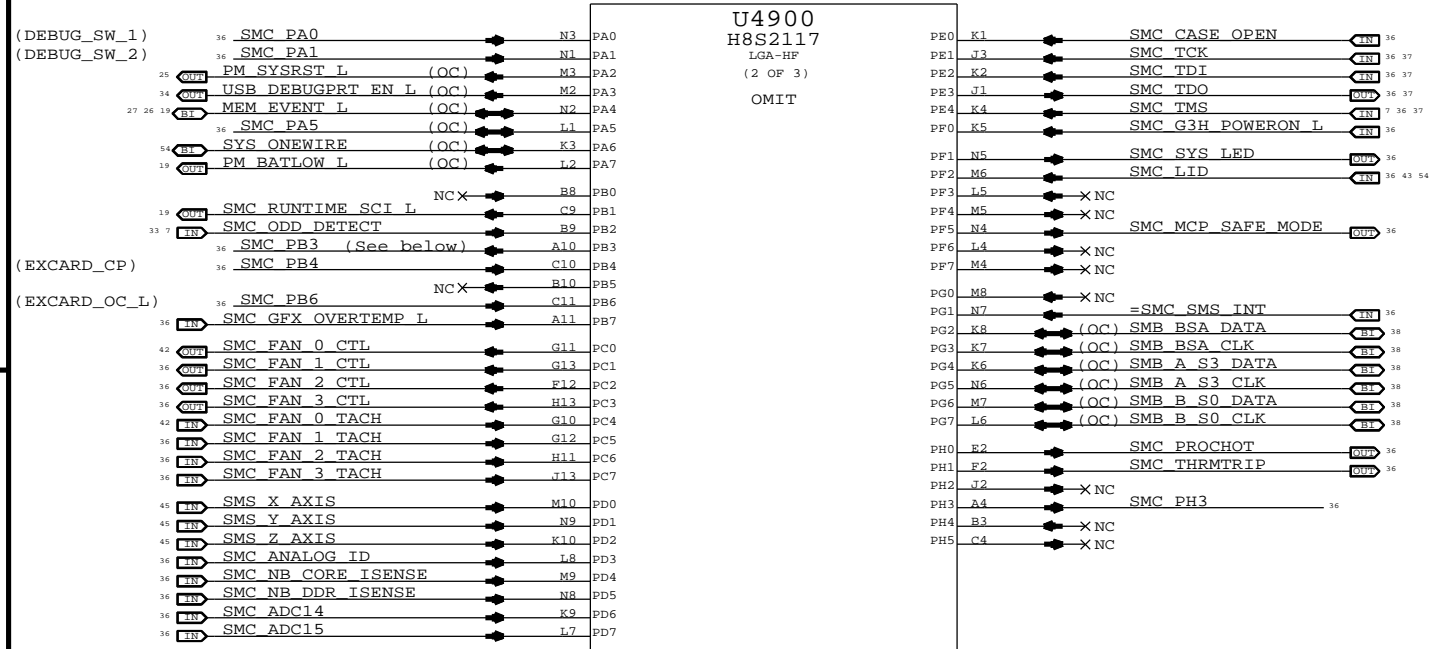 U4900
H8S2117
LGA-HF
(2 OF 3)
OMIT
(DEBUG_SW_1) 36 SMC_PA0 N3 PA0
(DEBUG_SW_2) 36 SMC_PA1 N1 PA1
25 OUT PM_SYSRST_L (OC) M3 PA2
34 OUT USB_DEBUGPRT_EN_L (OC) M2 PA3
27 26 19 BI MEM_EVENT_L (OC) N2 PA4
36 SMC_PA5 (OC) L1 PA5
54 BI SYS_ONEWIRE (OC) K3 PA6
19 OUT PM_BATLOW_L (OC) L2 PA7
NC B8 PB0
19 OUT SMC_RUNTIME_SCI_L C9 PB1
33 7 IN SMC_ODD_DETECT B9 PB2
36 SMC_PB3 (See below) A10 PB3
(EXCARD_CP) 36 SMC_PB4 C10 PB4
NC B10 PB5
(EXCARD_OC_L) 36 SMC_PB6 C11 PB6
36 IN SMC_GFX_OVERTEMP_L A11 PB7
42 OUT SMC_FAN_0_CTL G11 PC0
36 OUT SMC_FAN_1_CTL G13 PC1
36 OUT SMC_FAN_2_CTL F12 PC2
36 OUT SMC_FAN_3_CTL H13 PC3
42 IN SMC_FAN_0_TACH G10 PC4
36 IN SMC_FAN_1_TACH G12 PC5
36 IN SMC_FAN_2_TACH H11 PC6
36 IN SMC_FAN_3_TACH J13 PC7
45 IN SMS_X_AXIS M10 PD0
45 IN SMS_Y_AXIS N9 PD1
45 IN SMS_Z_AXIS K10 PD2
36 IN SMC_ANALOG_ID L8 PD3
36 IN SMC_NB_CORE_ISENSE M9 PD4
36 IN SMC_NB_DDR_ISENSE N8 PD5
36 IN SMC_ADC14 K9 PD6
36 IN SMC_ADC15 L7 PD7
PE0 K1 SMC_CASE_OPEN IN 36
PE1 J3 SMC_TCK IN 36 37
PE2 K2 SMC_TDI IN 36 37
PE3 J1 SMC_TDO OUT 36 37
PE4 K4 SMC_TMS IN 7 36 37
PF0 K5 SMC_G3H_POWERON_L IN 36
PF1 N5 SMC_SYS_LED OUT 36
PF2 M6 SMC_LID IN 36 43 54
PF3 L5 NC
PF4 M5 NC
PF5 N4 SMC_MCP_SAFE_MODE OUT 36
PF6 L4 NC
PF7 M4 NC
PG0 M8 NC
PG1 N7 =SMC_SMS_INT IN 36
PG2 K8 (OC) SMB_BSA_DATA BI 38
PG3 K7 (OC) SMB_BSA_CLK BI 38
PG4 K6 (OC) SMB_A_S3_DATA BI 38
PG5 N6 (OC) SMB_A_S3_CLK BI 38
PG6 M7 (OC) SMB_B_S0_DATA BI 38
PG7 L6 (OC) SMB_B_S0_CLK BI 38
PH0 E2 SMC_PROCHOT OUT 36
PH1 F2 SMC_THRMTRIP OUT 36
PH2 J2 NC
PH3 A4 SMC_PH3 36
PH4 B3 NC
PH5 C4 NC